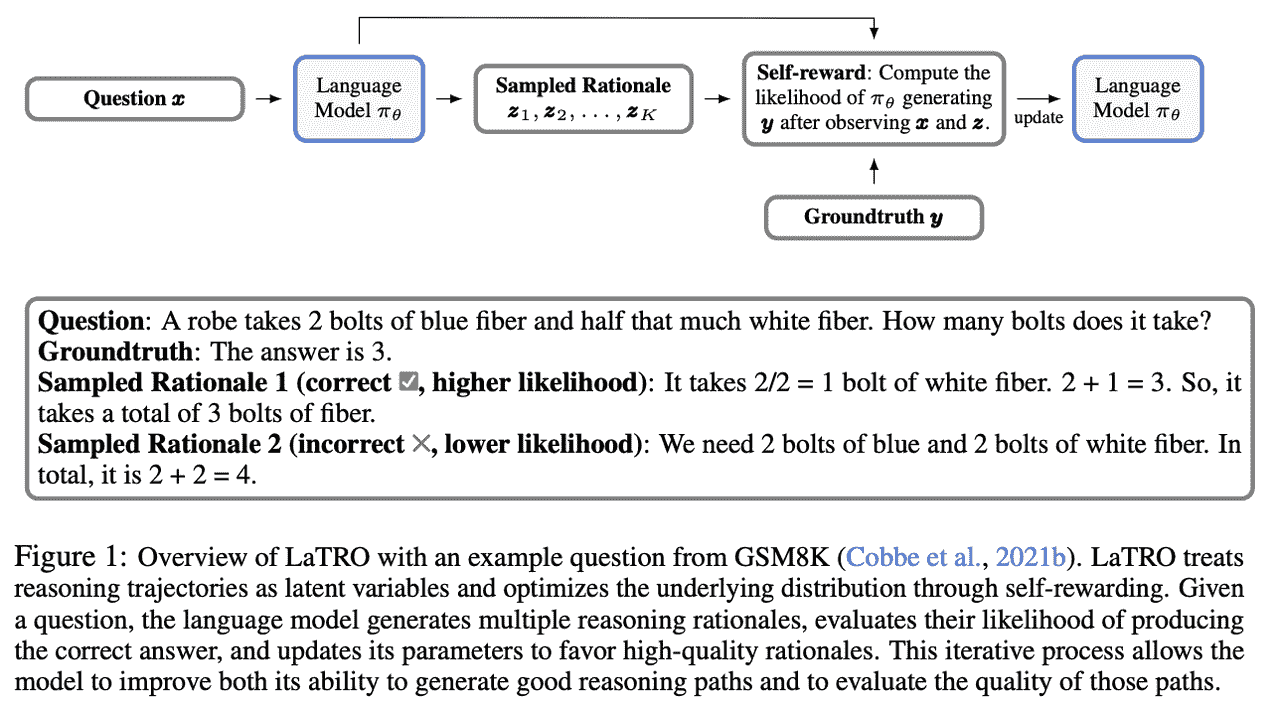 Question x
Language
Model πθ
Sampled Rationale
z1, z2, . . . , zK
Self-reward: Compute the
likelihood of πθ generating
y after observing x and z.
update
Language
Model πθ
Groundtruth y
Question: A robe takes 2 bolts of blue fiber and half that much white fiber. How many bolts does it take?
Groundtruth: The answer is 3.
Sampled Rationale 1 (correct ☑, higher likelihood): It takes 2/2 = 1 bolt of white fiber. 2 + 1 = 3. So, it
takes a total of 3 bolts of fiber.
Sampled Rationale 2 (incorrect ✕, lower likelihood): We need 2 bolts of blue and 2 bolts of white fiber. In
total, it is 2 + 2 = 4.
Figure 1: Overview of LaTRO with an example question from GSM8K (Cobbe et al., 2021b). LaTRO treats
reasoning trajectories as latent variables and optimizes the underlying distribution through self-rewarding. Given
a question, the language model generates multiple reasoning rationales, evaluates their likelihood of producing
the correct answer, and updates its parameters to favor high-quality rationales. This iterative process allows the
model to improve both its ability to generate good reasoning paths and to evaluate the quality of those paths.